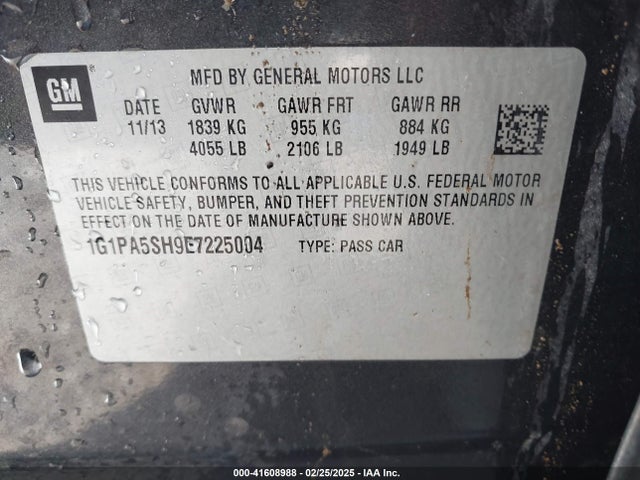 GM
MFD BY GENERAL MOTORS LLC
DATE GVWR GAWR FRT GAWR RR
11/13 1839 KG 955 KG 884 KG
4055 LB 2106 LB 1949 LB
THIS VEHICLE CONFORMS TO ALL APPLICABLE U.S. FEDERAL MOTOR
VEHICLE SAFETY, BUMPER, AND THEFT PREVENTION STANDARDS IN
EFFECT ON THE DATE OF MANUFACTURE SHOWN ABOVE.
1G1PA5SH9E7225004 TYPE: PASS CAR
000-41608988 - 02/25/2025 - IAA Inc.